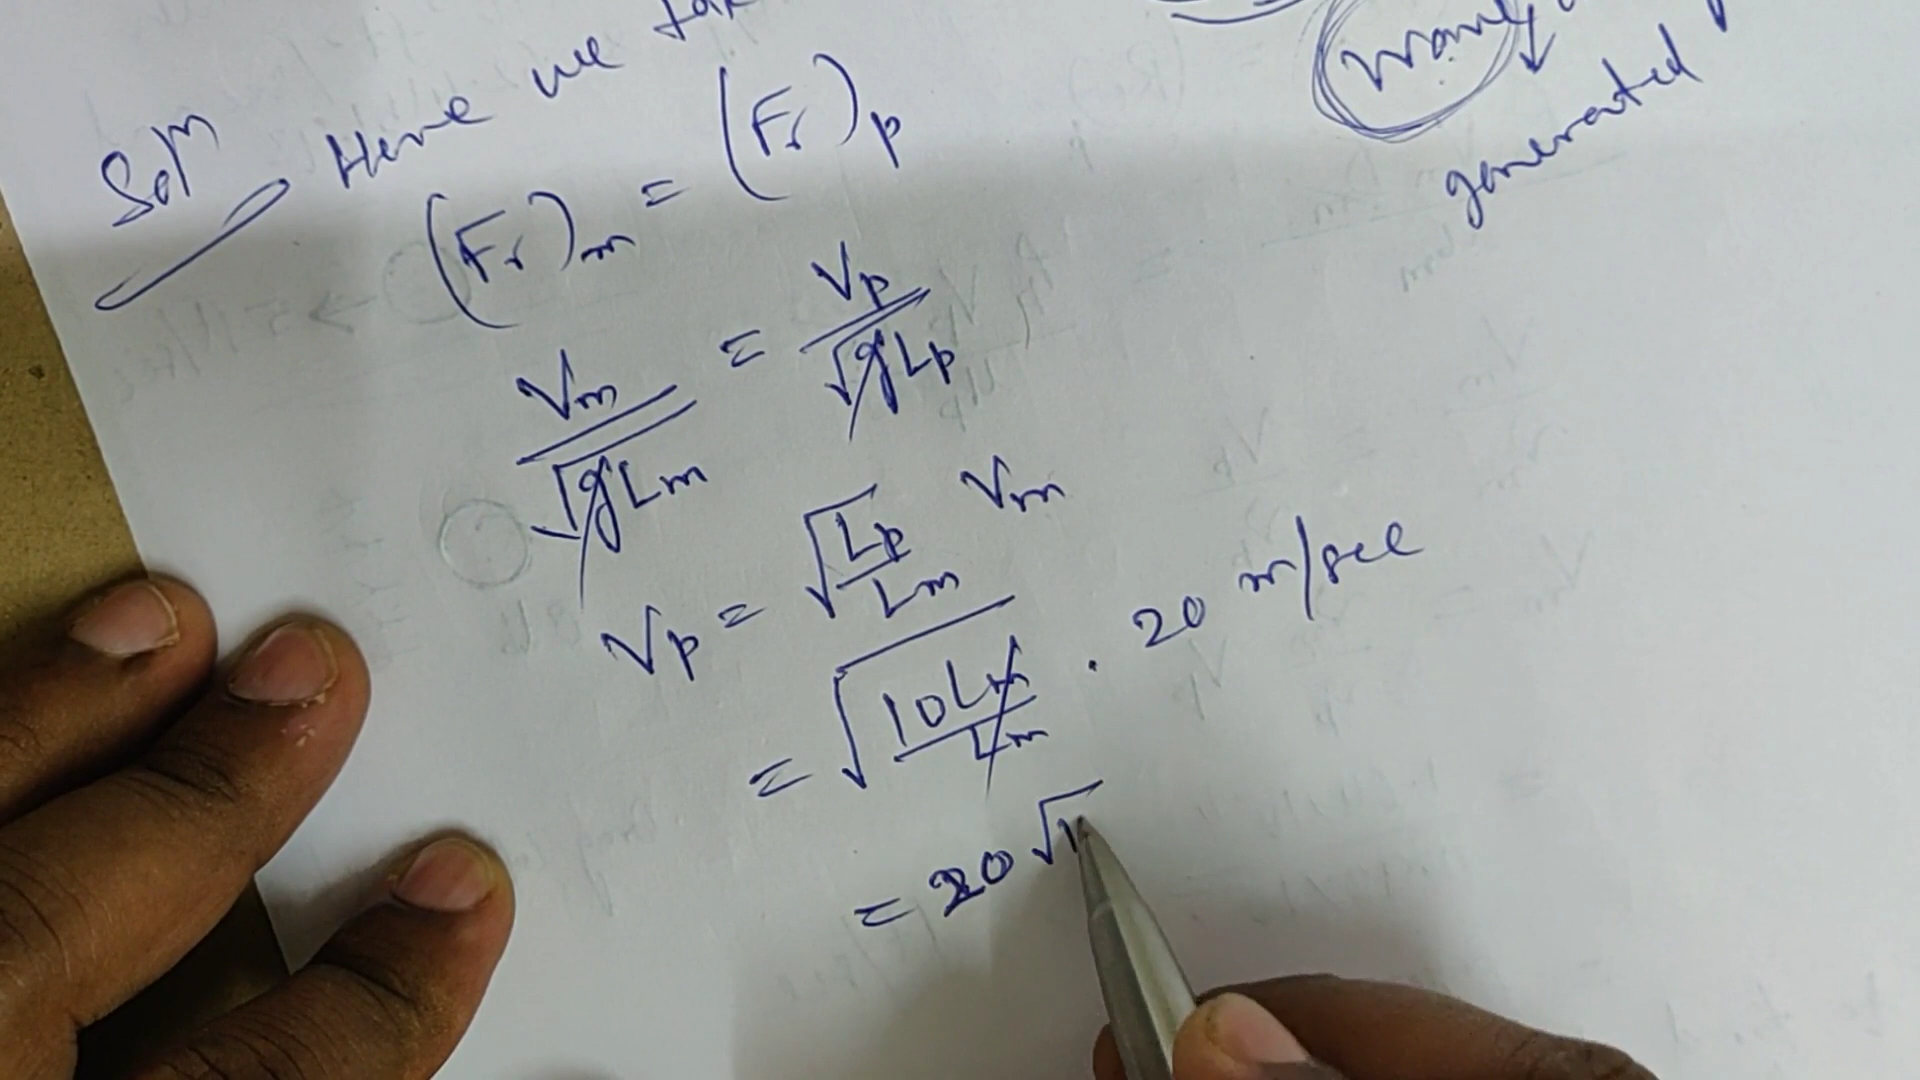 Solⁿ Here we
(Fr)m = (Fr)p
Vm/√gLm = Vp/√gLp
Vp = √Lp/Lm Vm
= √10Lm/Lm . 20 m/sec
= 20 √1
generated